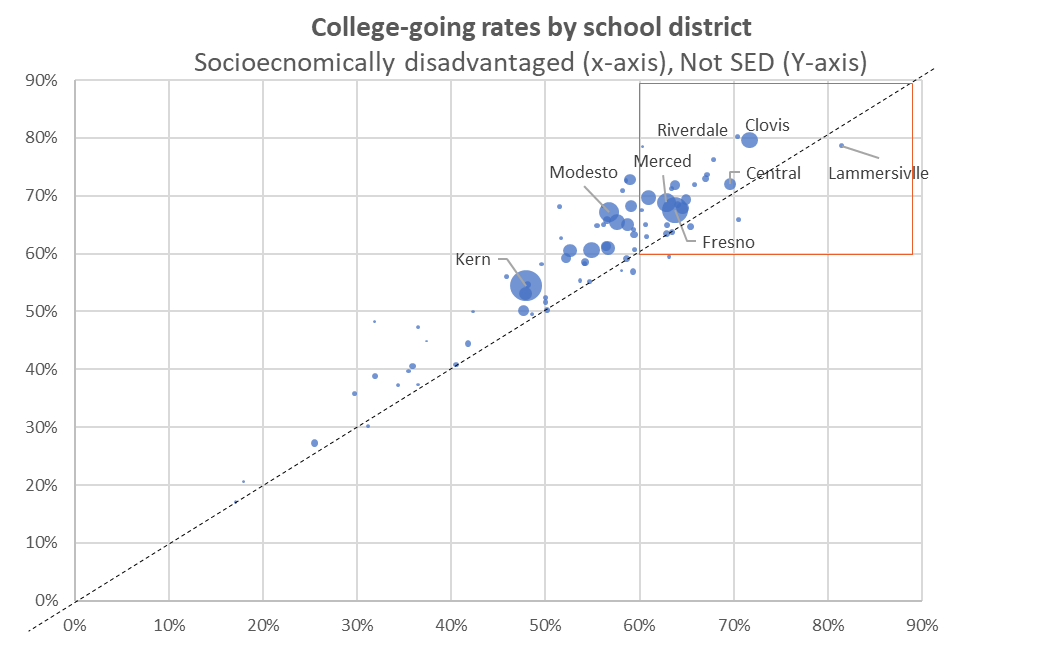 College-going rates by school district
Socioecnomically disadvantaged (x-axis), Not SED (Y-axis)
90%
80%
70%
60%
50%
40%
30%
20%
10%
0%
Riverdale
Clovis
Modesto
Merced
Central
Lammersivlle
Fresno
Kern
0%
10%
20%
30%
40%
50%
60%
70%
80%
90%